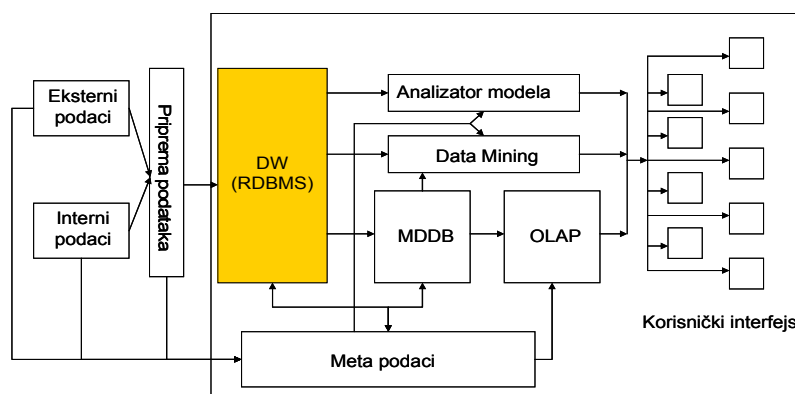 Eksterni
podaci
Interni
podaci
Priprema podataka
DW
(RDBMS)
Analizator modela
Data Mining
MDDB
OLAP
Meta podaci
Korisnički interfejs